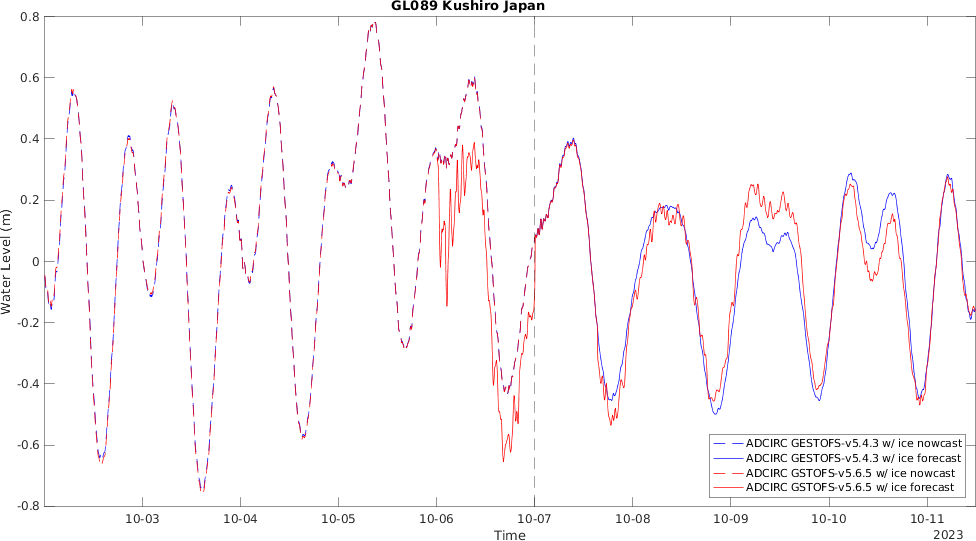 GL089 Kushiro Japan
Water Level (m)
0.8
0.6
0.4
0.2
0
-0.2
-0.4
-0.6
-0.8
ADCIRC GESTOFS-v5.4.3 w/ ice nowcast
ADCIRC GESTOFS-v5.4.3 w/ ice forecast
ADCIRC GSTOFS-v5.6.5 w/ ice nowcast
ADCIRC GSTOFS-v5.6.5 w/ ice forecast
10-03 10-04 10-05 10-06 10-07 10-08 10-09 10-10 10-11
Time
2023